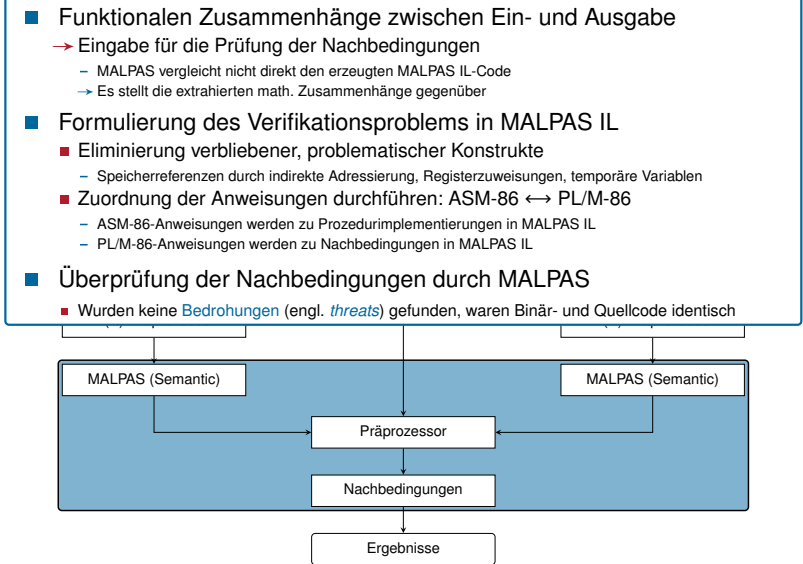 Funktionalen Zusammenhänge zwischen Ein- und Ausgabe
→ Eingabe für die Prüfung der Nachbedingungen
– MALPAS vergleicht nicht direkt den erzeugten MALPAS IL-Code
→ Es stellt die extrahierten math. Zusammenhänge gegenüber
Formulierung des Verifikationsproblems in MALPAS IL
Eliminierung verbliebener, problematischer Konstrukte
– Speicherreferenzen durch indirekte Adressierung, Registerzuweisungen, temporäre Variablen
Zuordnung der Anweisungen durchführen: ASM-86 ⟷ PL/M-86
– ASM-86-Anweisungen werden zu Prozedurimplementierungen in MALPAS IL
– PL/M-86-Anweisungen werden zu Nachbedingungen in MALPAS IL
Überprüfung der Nachbedingungen durch MALPAS
Wurden keine Bedrohungen (engl. threats) gefunden, waren Binär- und Quellcode identisch
MALPAS (Semantic)
MALPAS (Semantic)
Präprozessor
Nachbedingungen
Ergebnisse